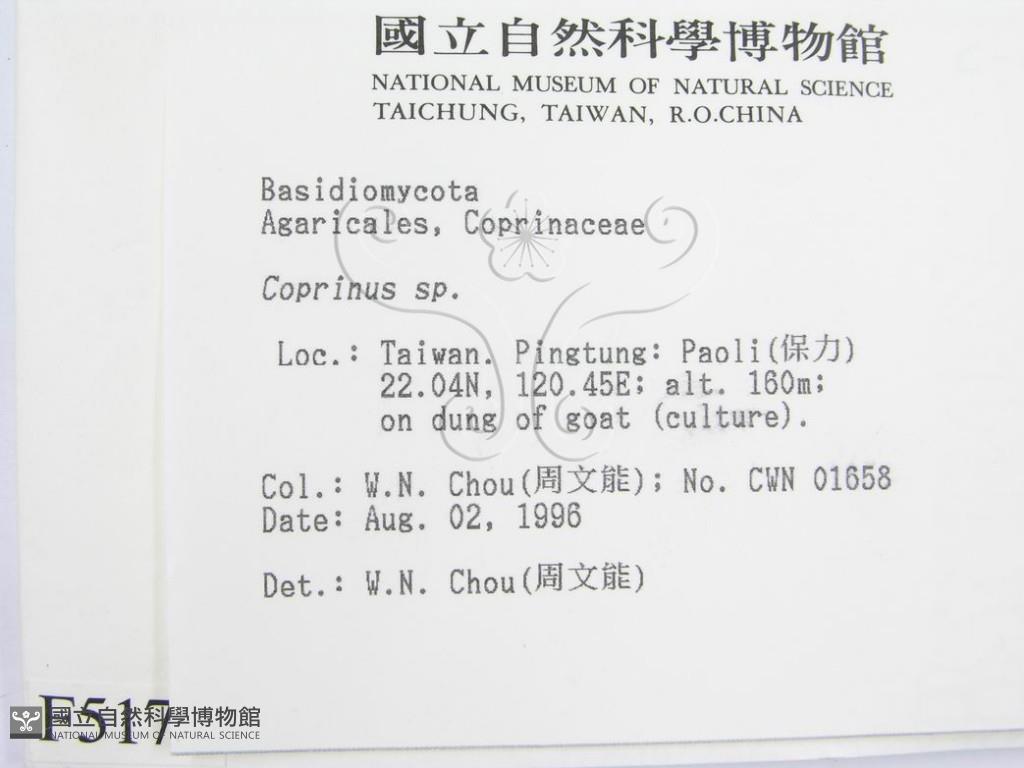 國立自然科學博物館
NATIONAL MUSEUM OF NATURAL SCIENCE
TAICHUNG, TAIWAN, R.O.CHINA
Basidiomycota
Agaricales, Coprinaceae
Coprinus sp.
Loc.: Taiwan. Pingtung: Paoli(保力)
22.04N, 120.45E; alt. 160m;
on dung of goat (culture).
Col.: W.N. Chou(周文能); No. CWN 01658
Date: Aug. 02, 1996
Det.: W.N. Chou(周文能)
F517
國立自然科學博物館
NATIONAL MUSEUM OF NATURAL SCIENCE